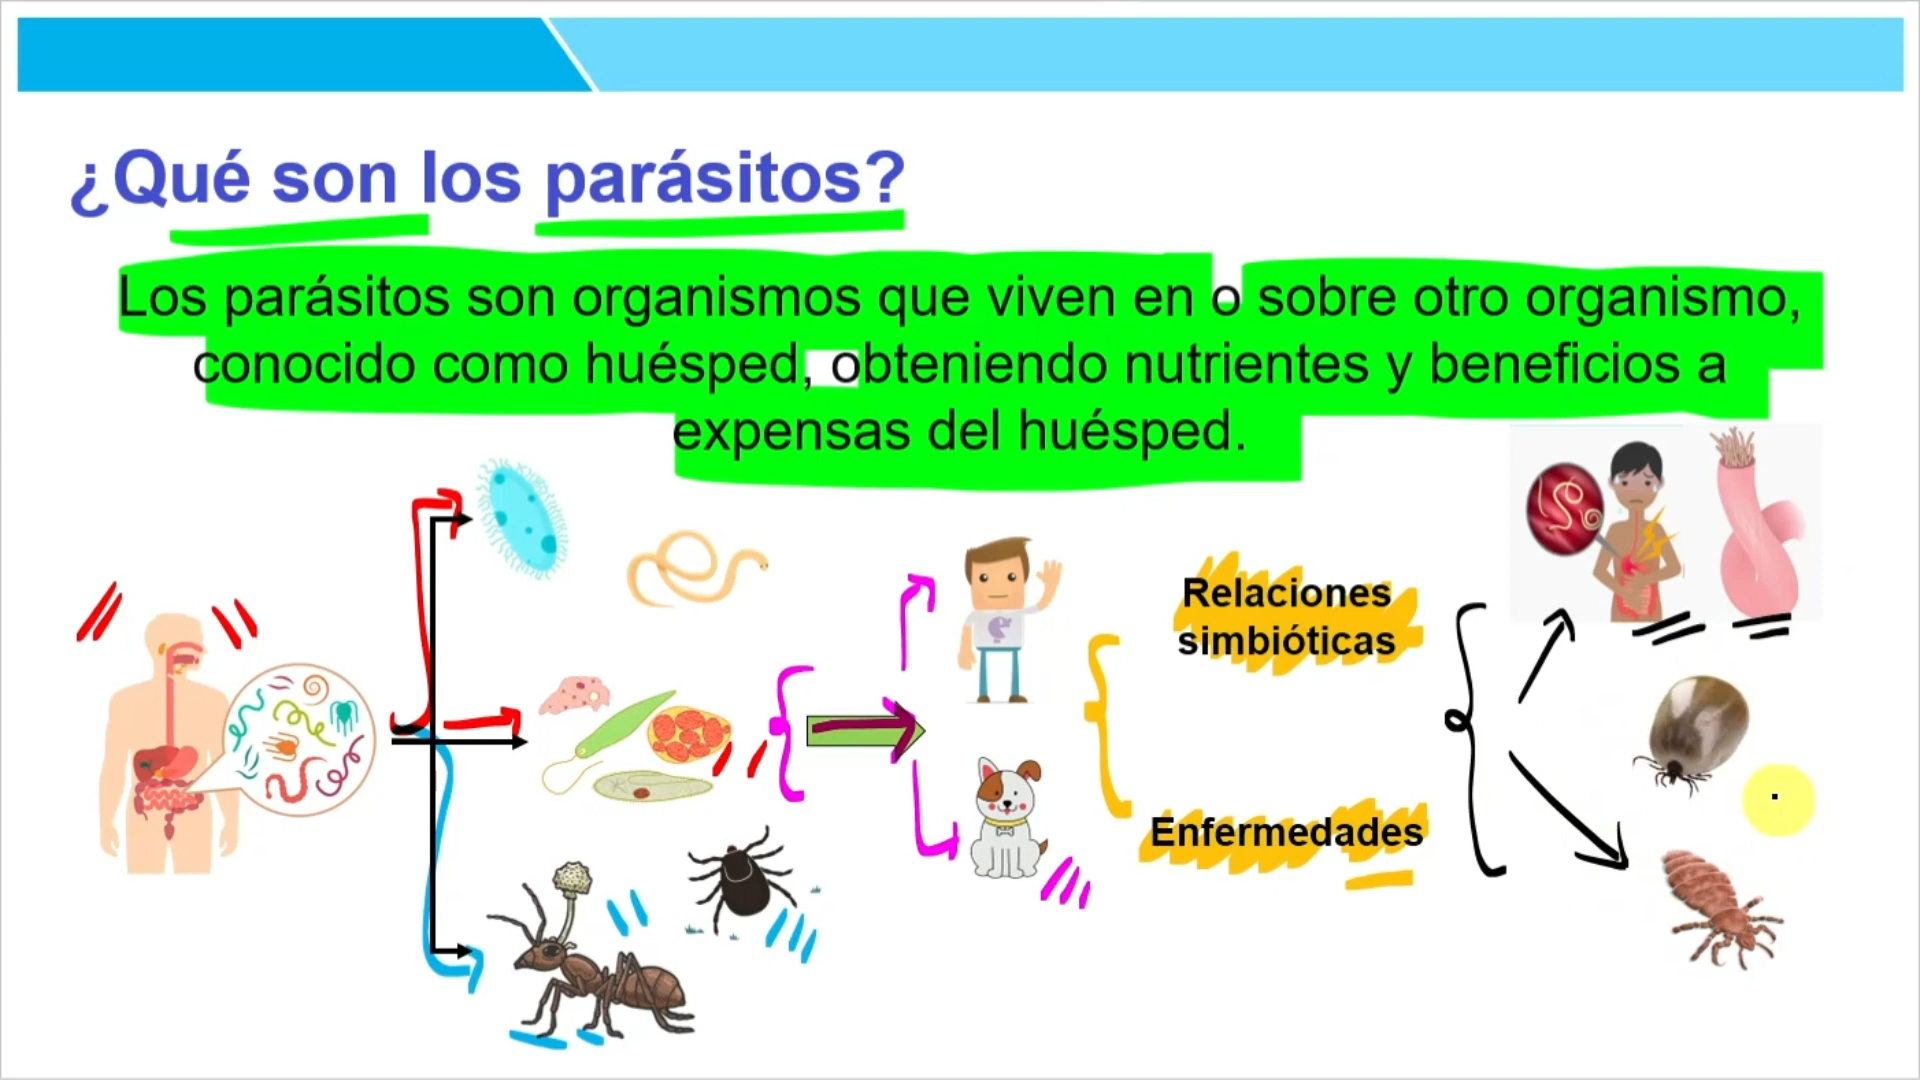 ¿Qué son los parásitos?
Los parásitos son organismos que viven en o sobre otro organismo,
conocido como huésped, obteniendo nutrientes y beneficios a
expensas del huésped.
Relaciones
simbióticas
Enfermedades